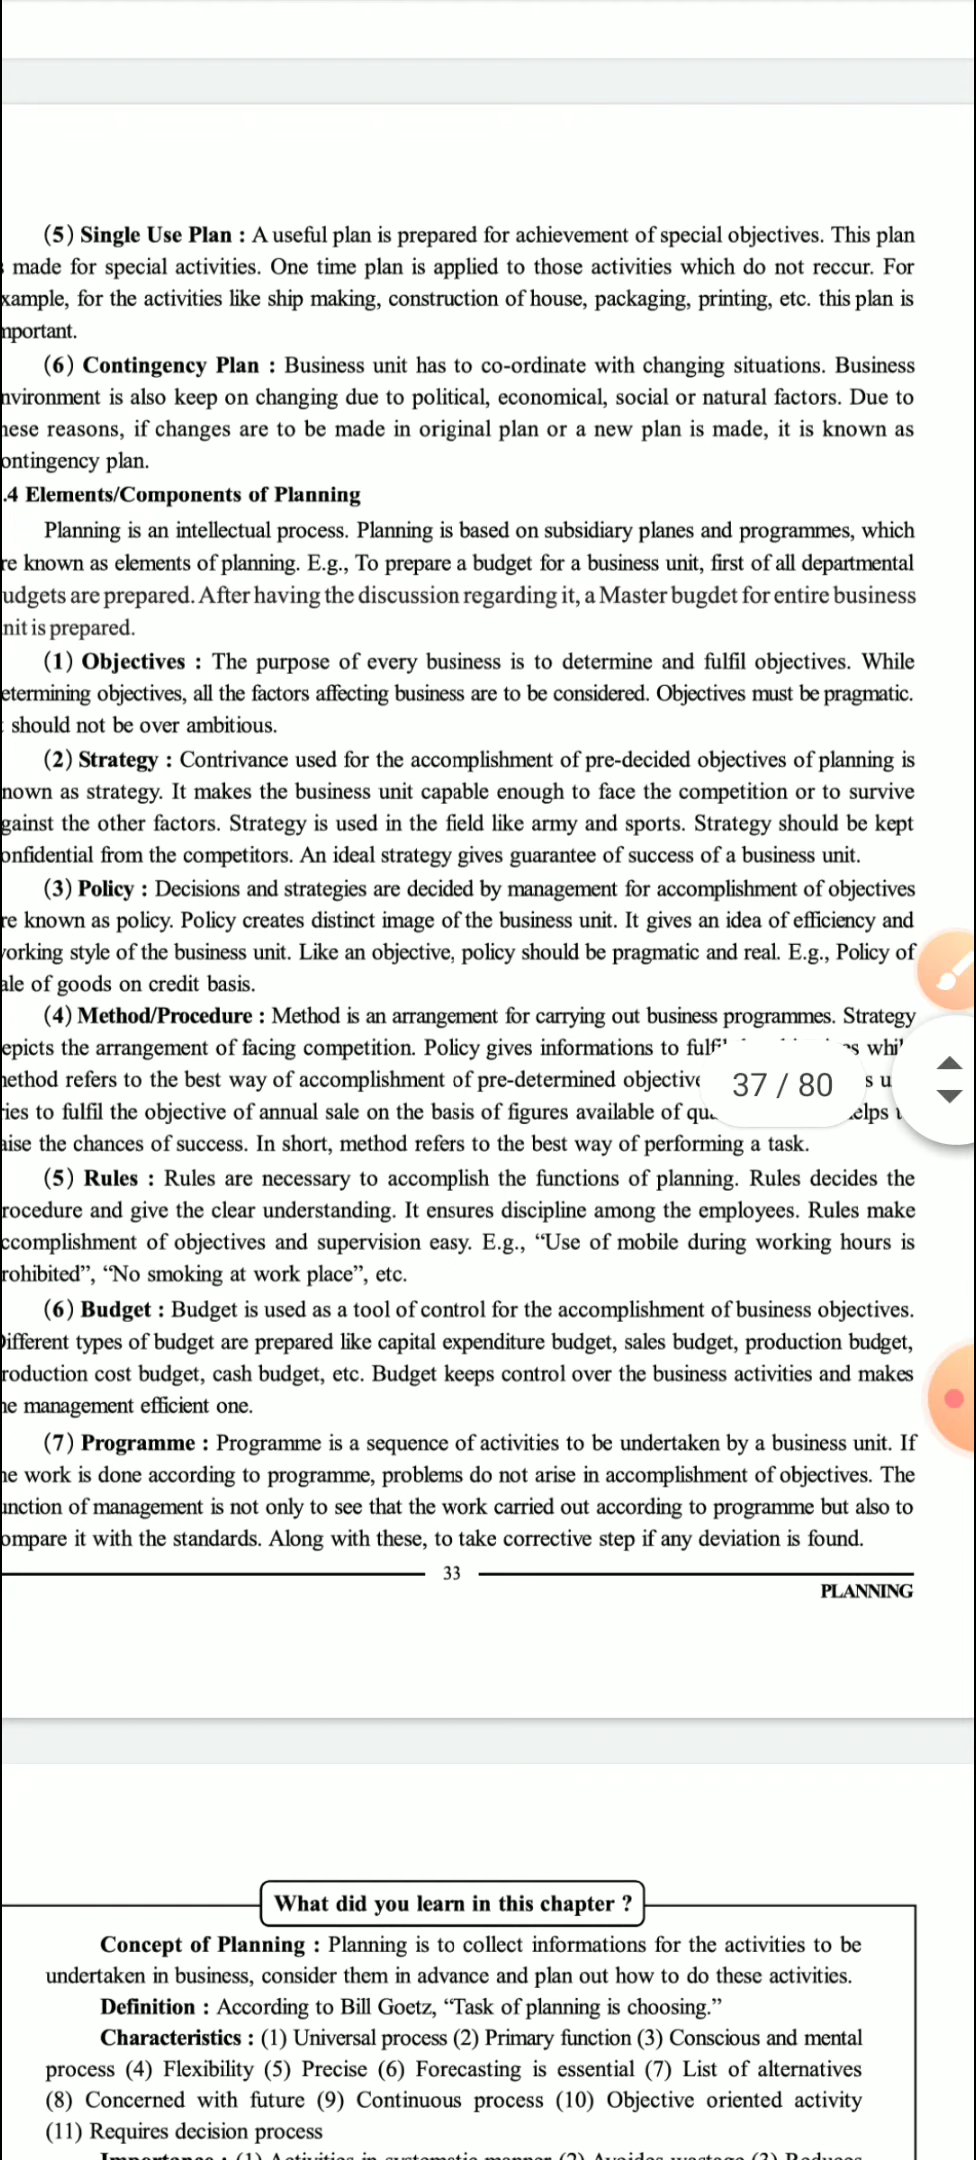 (5) Single Use Plan : A useful plan is prepared for achievement of special objectives. This plan
made for special activities. One time plan is applied to those activities which do not reccur. For
xample, for the activities like ship making, construction of house, packaging, printing, etc. this plan is
mportant.
(6) Contingency Plan : Business unit has to co-ordinate with changing situations. Business
nvironment is also keep on changing due to political, economical, social or natural factors. Due to
hese reasons, if changes are to be made in original plan or a new plan is made, it is known as
ontingency plan.
.4 Elements/Components of Planning
Planning is an intellectual process. Planning is based on subsidiary planes and programmes, which
re known as elements of planning. E.g., To prepare a budget for a business unit, first of all departmental
udgets are prepared. After having the discussion regarding it, a Master bugdet for entire business
nit is prepared.
(1) Objectives : The purpose of every business is to determine and fulfil objectives. While
etermining objectives, all the factors affecting business are to be considered. Objectives must be pragmatic.
should not be over ambitious.
(2) Strategy : Contrivance used for the accomplishment of pre-decided objectives of planning is
nown as strategy. It makes the business unit capable enough to face the competition or to survive
gainst the other factors. Strategy is used in the field like army and sports. Strategy should be kept
onfidential from the competitors. An ideal strategy gives guarantee of success of a business unit.
(3) Policy : Decisions and strategies are decided by management for accomplishment of objectives
re known as policy. Policy creates distinct image of the business unit. It gives an idea of efficiency and
vorking style of the business unit. Like an objective, policy should be pragmatic and real. E.g., Policy of
ale of goods on credit basis.
(4) Method/Procedure : Method is an arrangement for carrying out business programmes. Strategy
epicts the arrangement of facing competition. Policy gives informations to
nethod refers to the best way of accomplishment of pre-determined 37 / 80
ries to fulfil the objective of annual sale on the basis of figures available of
aise the chances of success. In short, method refers to the best way of performing a task.
(5) Rules : Rules are necessary to accomplish the functions of planning. Rules decides the
rocedure and give the clear understanding. It ensures discipline among the employees. Rules make
ccomplishment of objectives and supervision easy. E.g., “Use of mobile during working hours is
rohibited”, “No smoking at work place”, etc.
(6) Budget : Budget is used as a tool of control for the accomplishment of business objectives.
Different types of budget are prepared like capital expenditure budget, sales budget, production budget,
roduction cost budget, cash budget, etc. Budget keeps control over the business activities and makes
he management efficient one.
(7) Programme : Programme is a sequence of activities to be undertaken by a business unit. If
he work is done according to programme, problems do not arise in accomplishment of objectives. The
unction of management is not only to see that the work carried out according to programme but also to
ompare it with the standards. Along with these, to take corrective step if any deviation is found.
33
PLANNING
What did you learn in this chapter ?
Concept of Planning : Planning is to collect informations for the activities to be
undertaken in business, consider them in advance and plan out how to do these activities.
Definition : According to Bill Goetz, “Task of planning is choosing.”
Characteristics : (1) Universal process (2) Primary function (3) Conscious and mental
process (4) Flexibility (5) Precise (6) Forecasting is essential (7) List of alternatives
(8) Concerned with future (9) Continuous process (10) Objective oriented activity
(11) Requires decision process